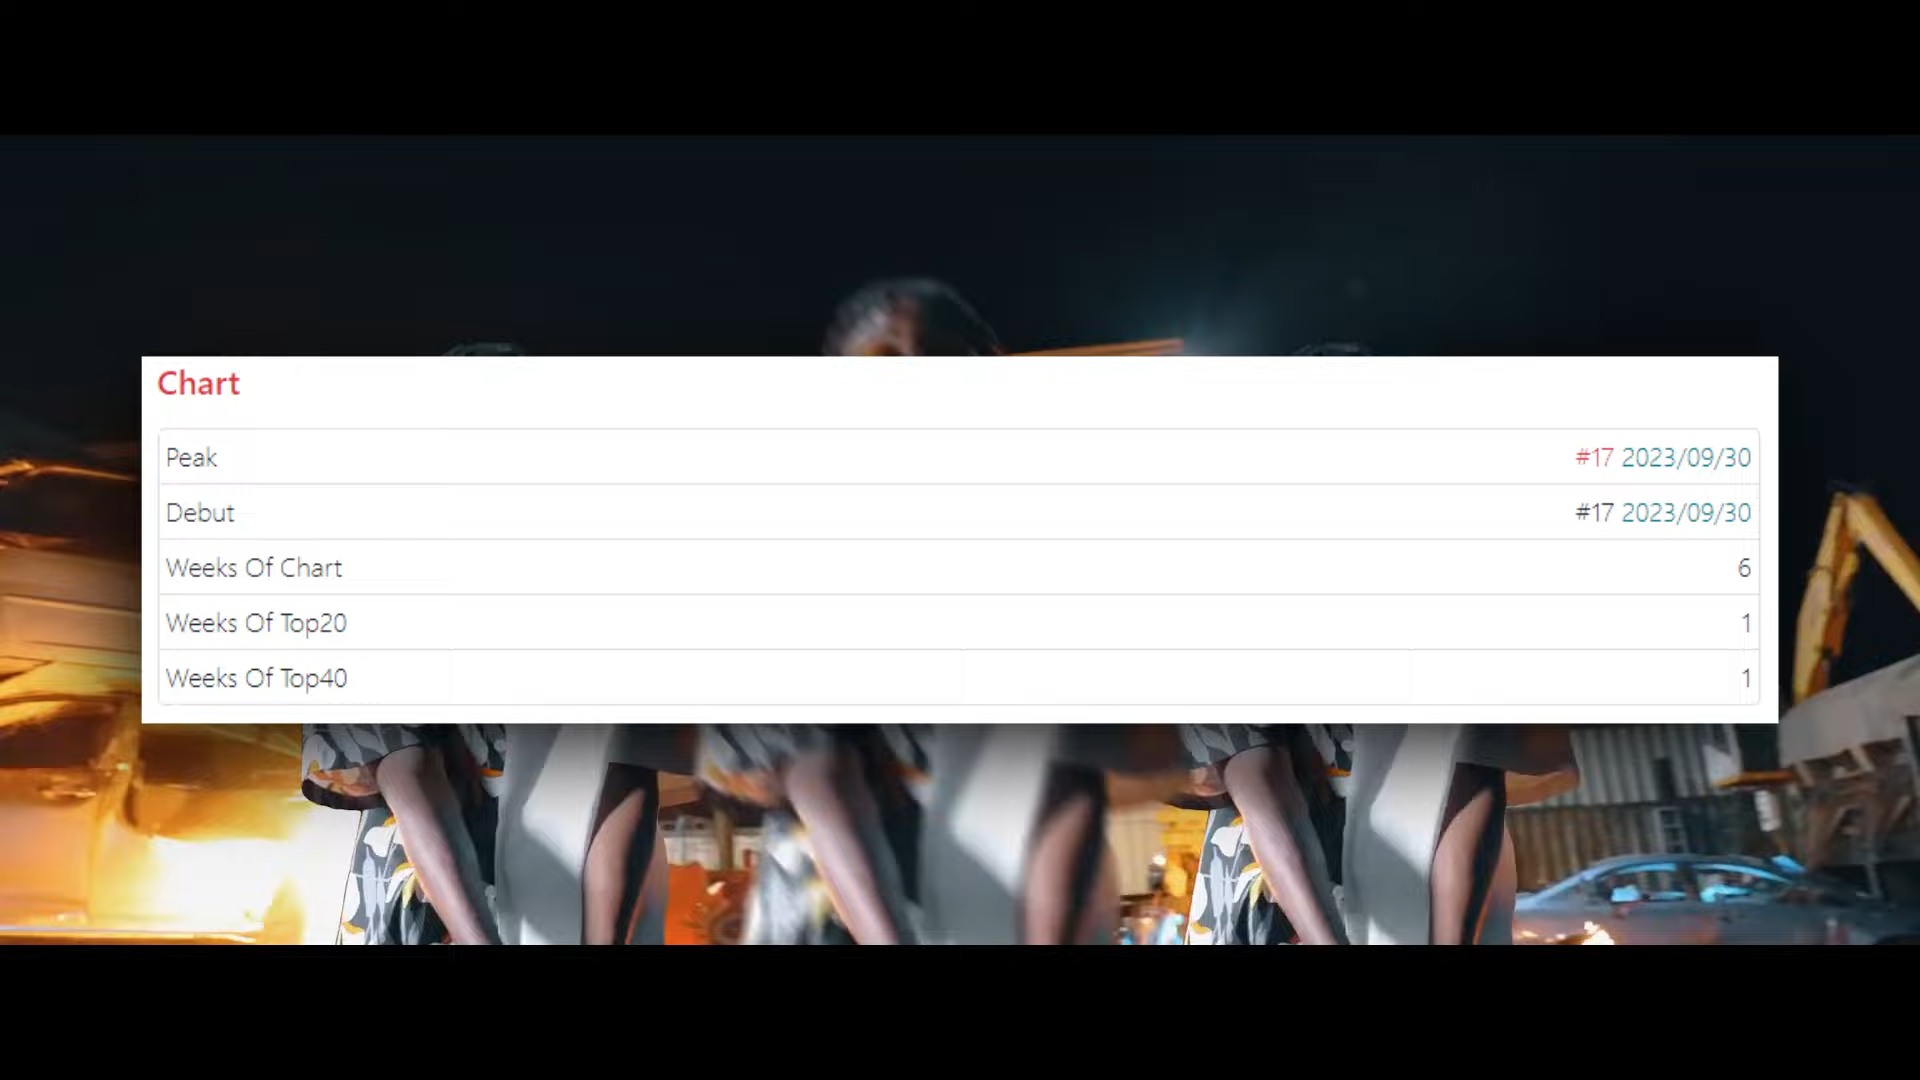 Chart
Peak #17 2023/09/30
Debut #17 2023/09/30
Weeks Of Chart 6
Weeks Of Top20 1
Weeks Of Top40 1